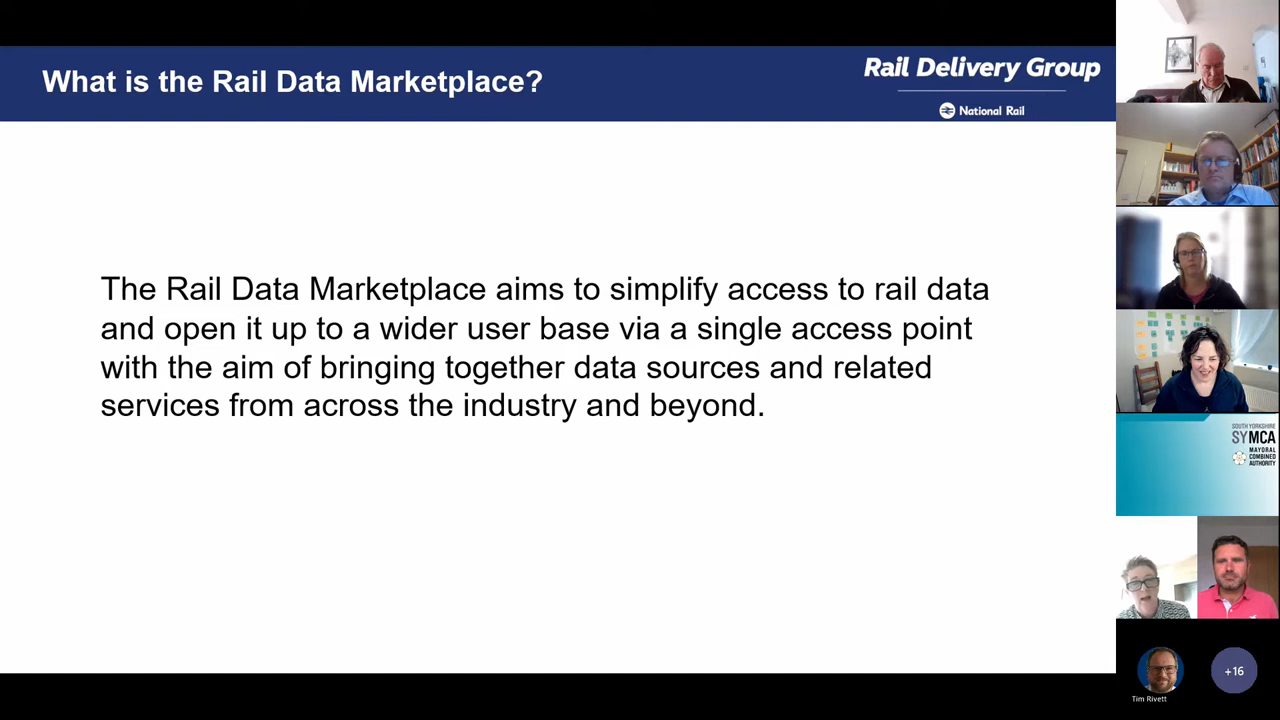 What is the Rail Data Marketplace?
Rail Delivery Group
National Rail
The Rail Data Marketplace aims to simplify access to rail data
and open it up to a wider user base via a single access point
with the aim of bringing together data sources and related
services from across the industry and beyond.
SOUTH YORKSHIRE
SYMCA
MAYORAL
COMBINED
AUTHORITY
Tim Rivett
+16